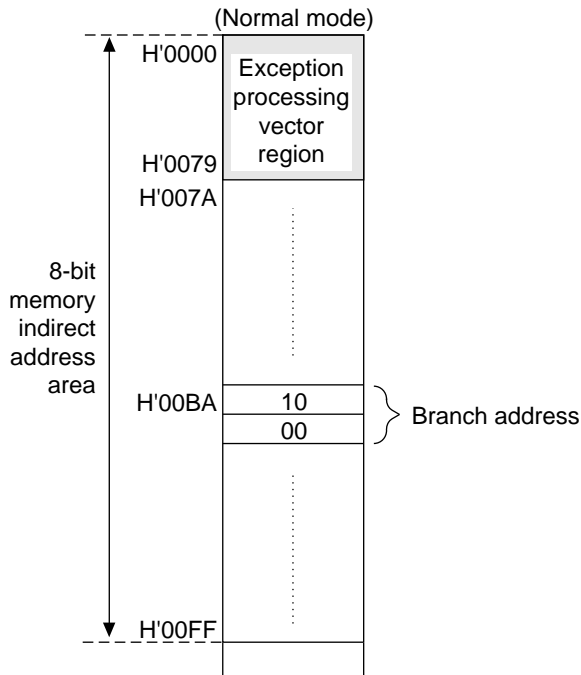 (Normal mode)
H'0000
Exception
processing
vector
region
H'0079
H'007A
8-bit
memory
indirect
address
area
H'00BA
10
00
Branch address
H'00FF